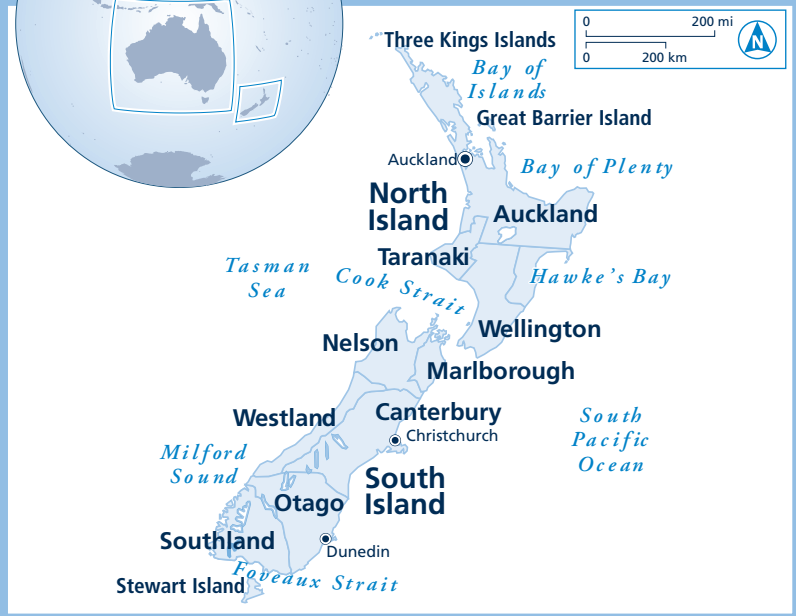 0 200 mi
0 200 km
N
Three Kings Islands
Bay of
Islands
Great Barrier Island
Auckland
Bay of Plenty
North
Island
Auckland
Taranaki
Tasman
Sea
Cook Strait
Hawke's Bay
Wellington
Nelson
Marlborough
Westland
Canterbury
Christchurch
South
Pacific
Ocean
Milford
Sound
South
Island
Otago
Southland
Dunedin
Foveaux Strait
Stewart Island